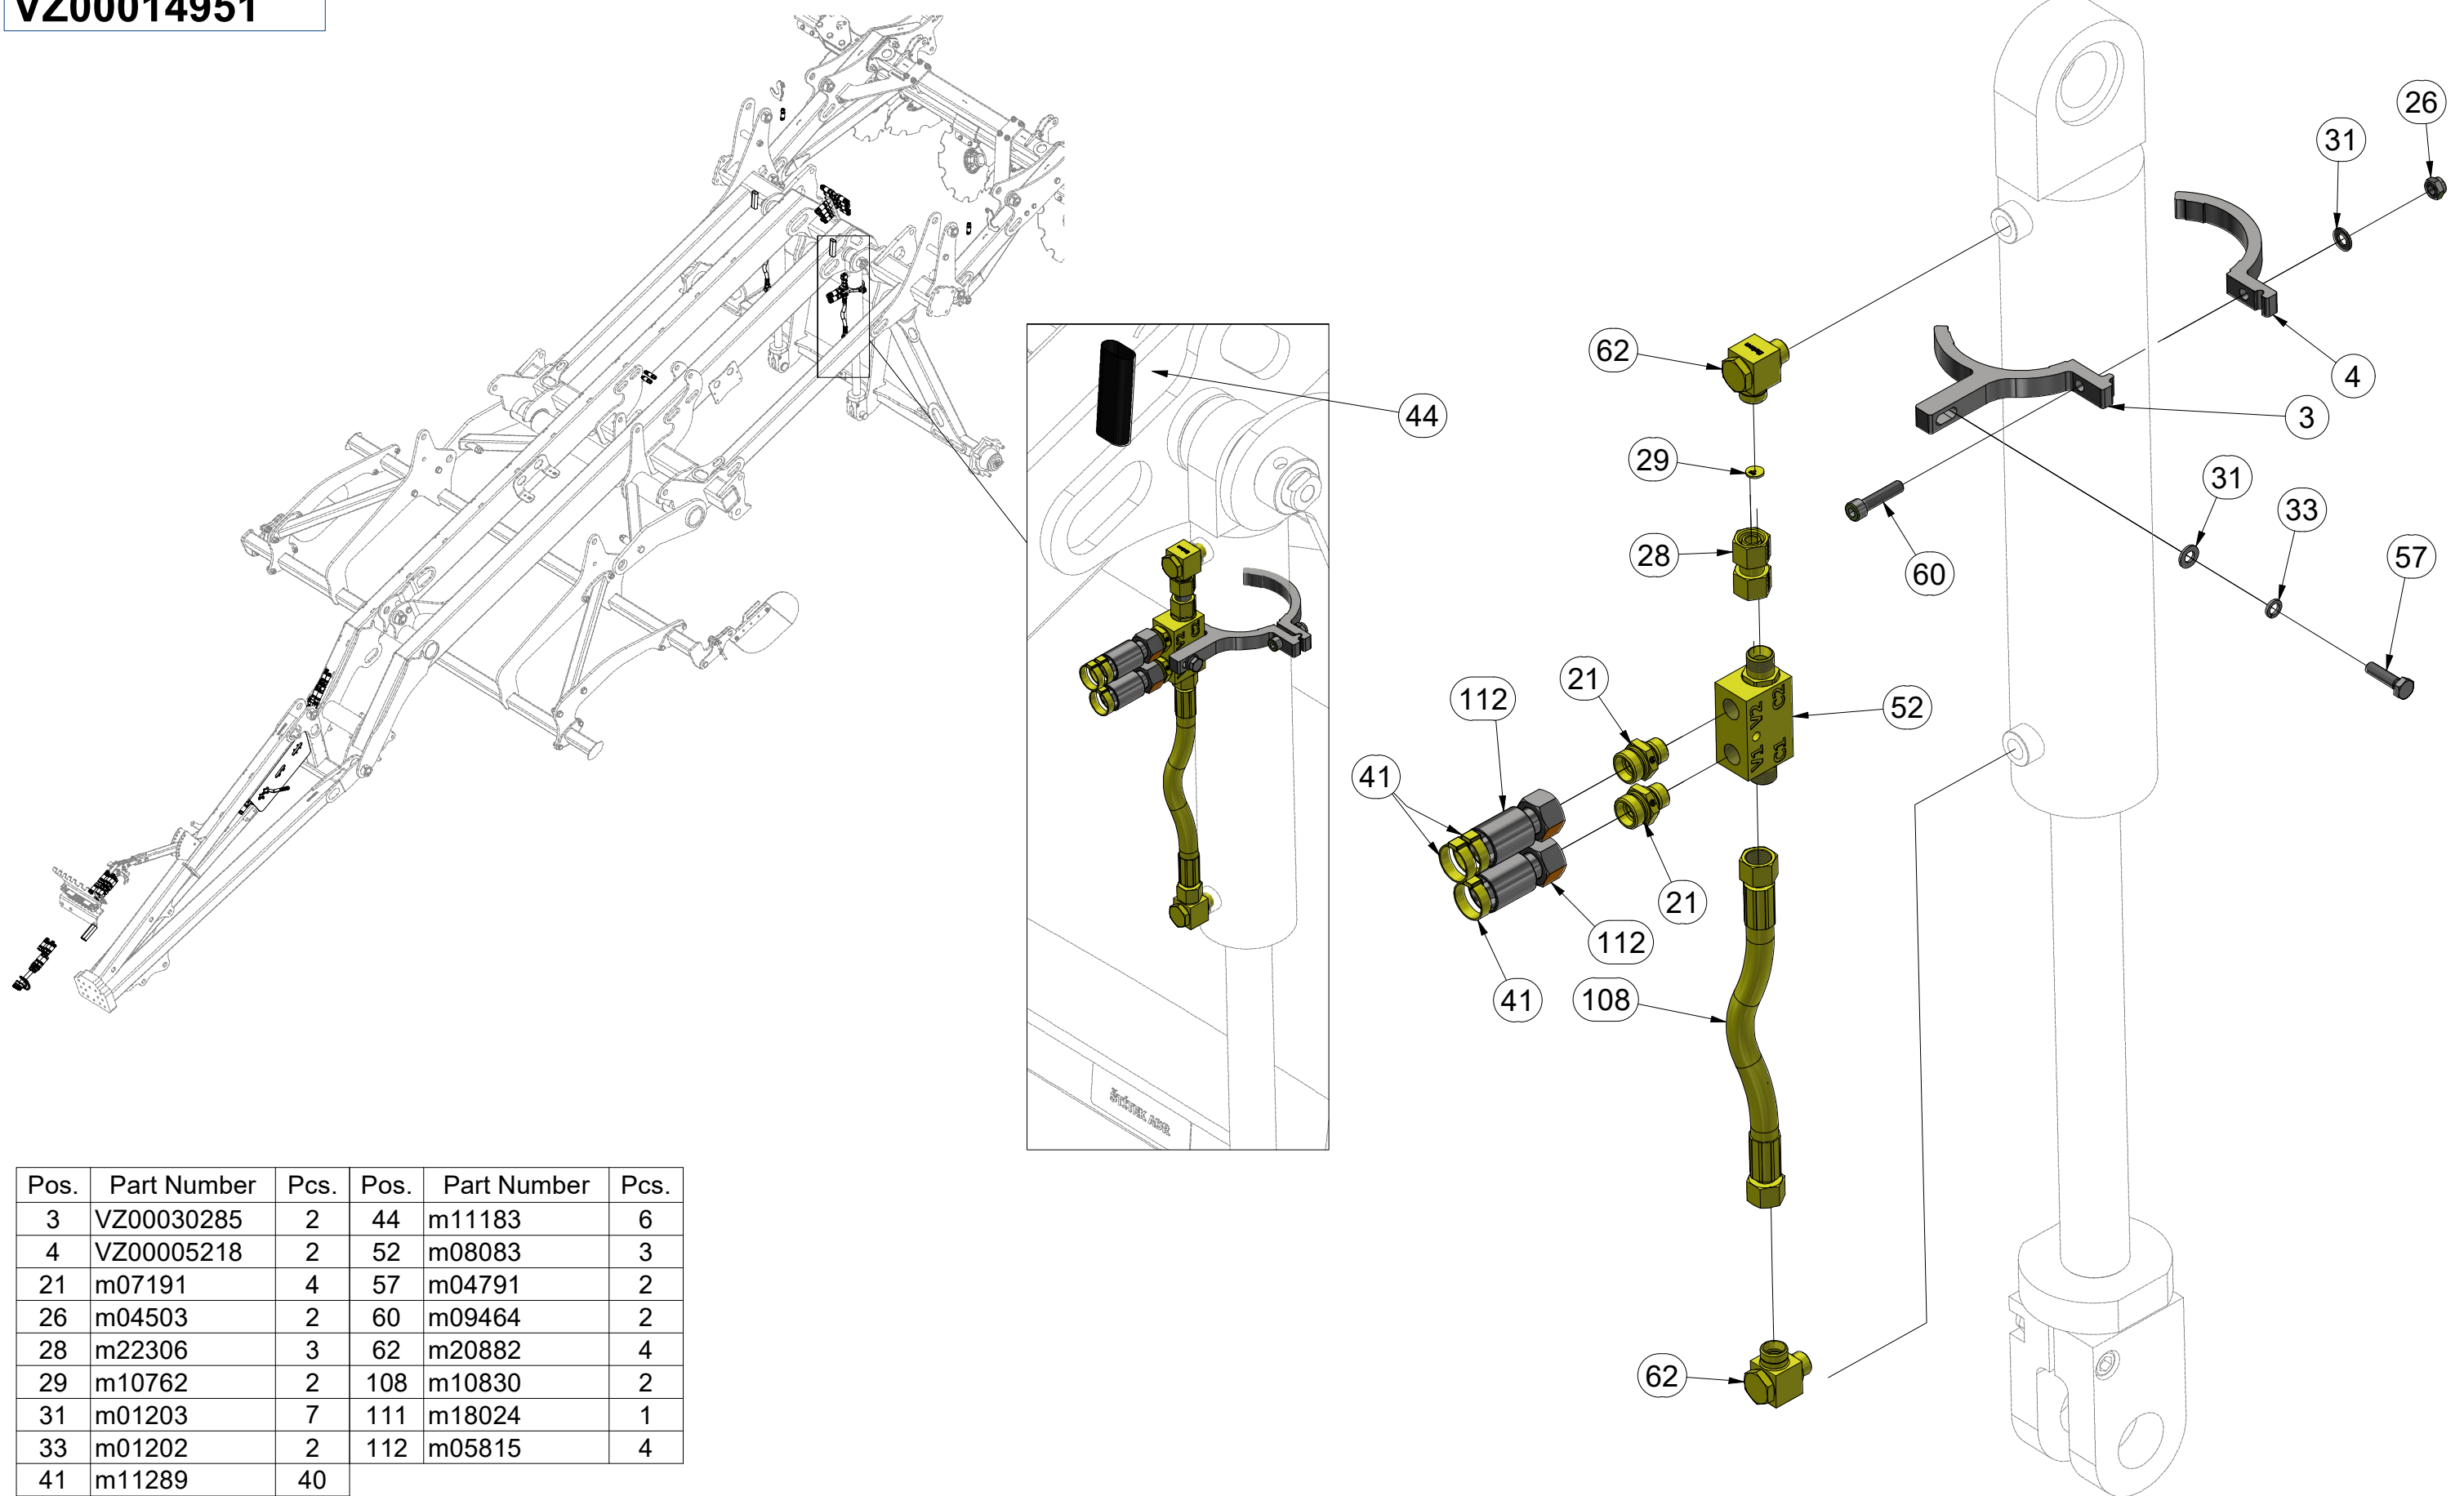 VZ00014951
26
31
62
4
44
3
29
31
33
28
60
57
21
112
52
V2 C2
V1 C1
41
21
112
41
108
62
V2 C2
ŠTÍTEK ADR.
Pos. Part Number Pcs. Pos. Part Number Pcs.
3 VZ00030285 2 44 m11183 6
4 VZ00005218 2 52 m08083 3
21 m07191 4 57 m04791 2
26 m04503 2 60 m09464 2
28 m22306 3 62 m20882 4
29 m10762 2 108 m10830 2
31 m01203 7 111 m18024 1
33 m01202 2 112 m05815 4
41 m11289 40